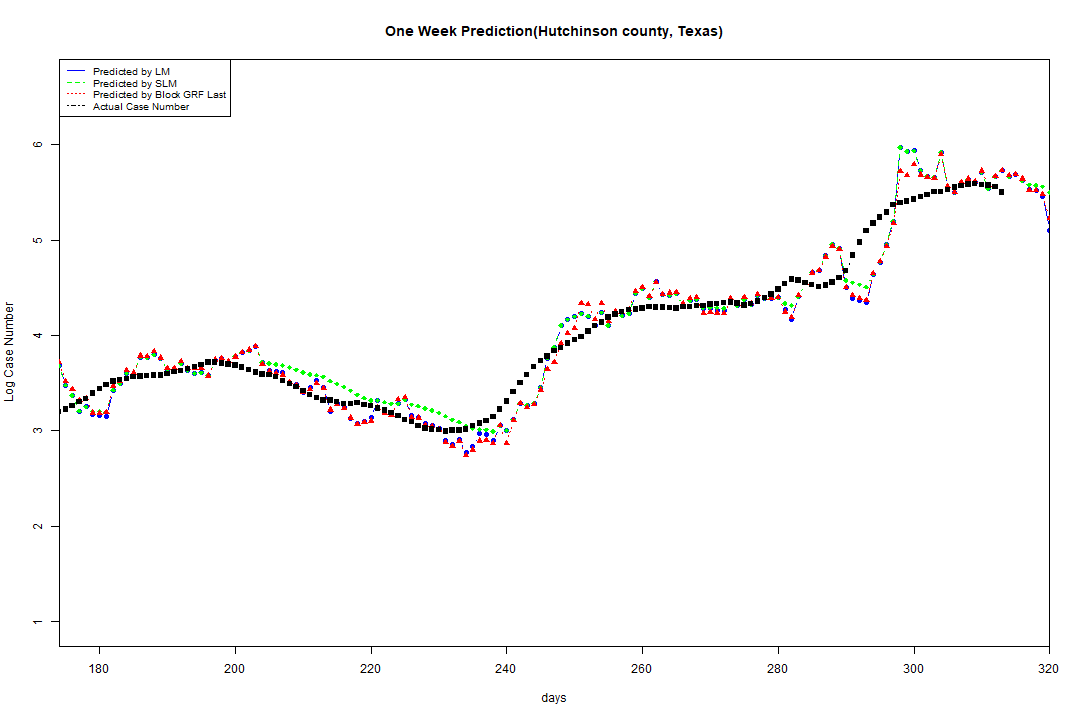 One Week Prediction(Hutchinson county, Texas)
Predicted by LM
Predicted by SLM
Predicted by Block GRF Last
Actual Case Number
6
5
4
3
2
1
Log Case Number
180 200 220 240 260 280 300 320
days